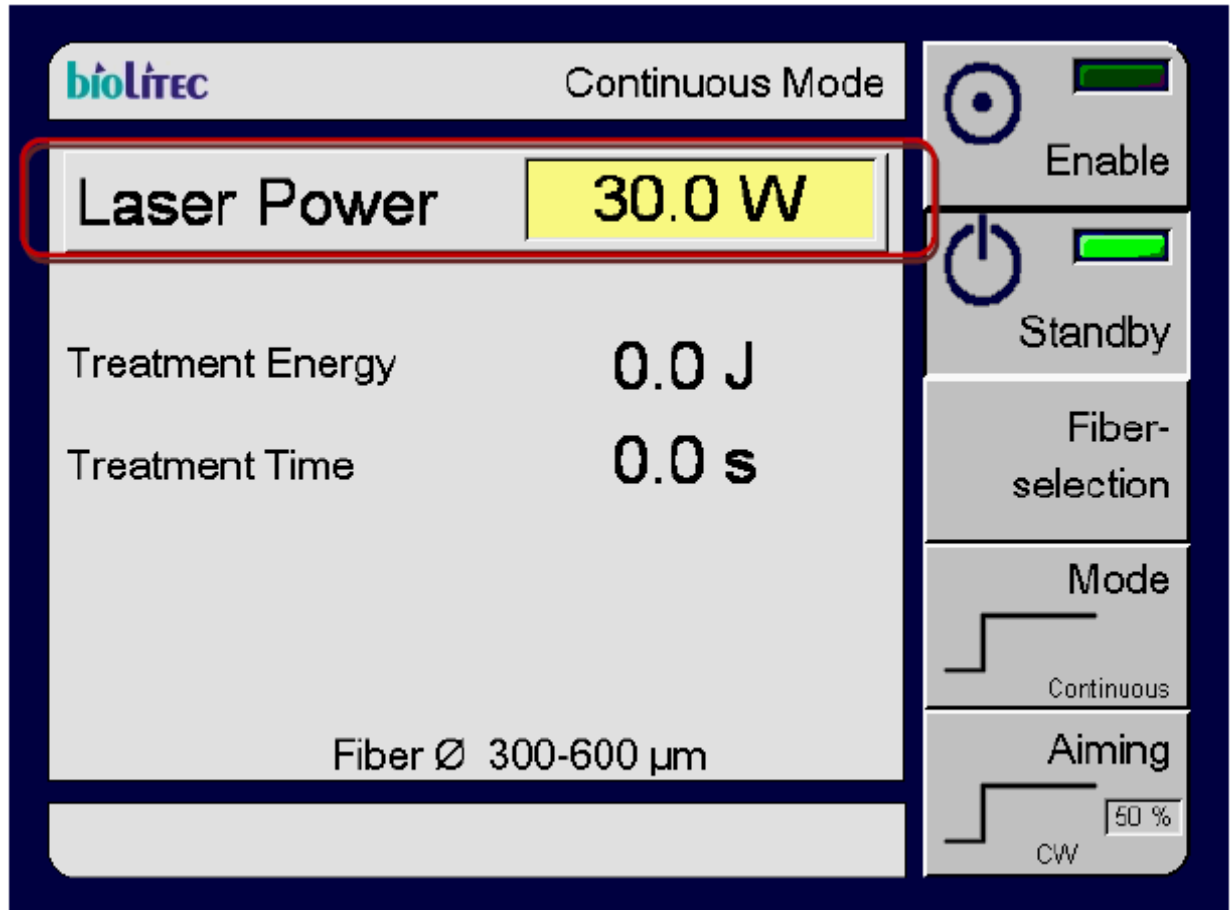 biolitec
Continuous Mode
Laser Power 30.0 W
Treatment Energy 0.0 J
Treatment Time 0.0 s
Fiber Ø 300-600 µm
Enable
Standby
Fiber-
selection
Mode
Continuous
Aiming
50 %
CW